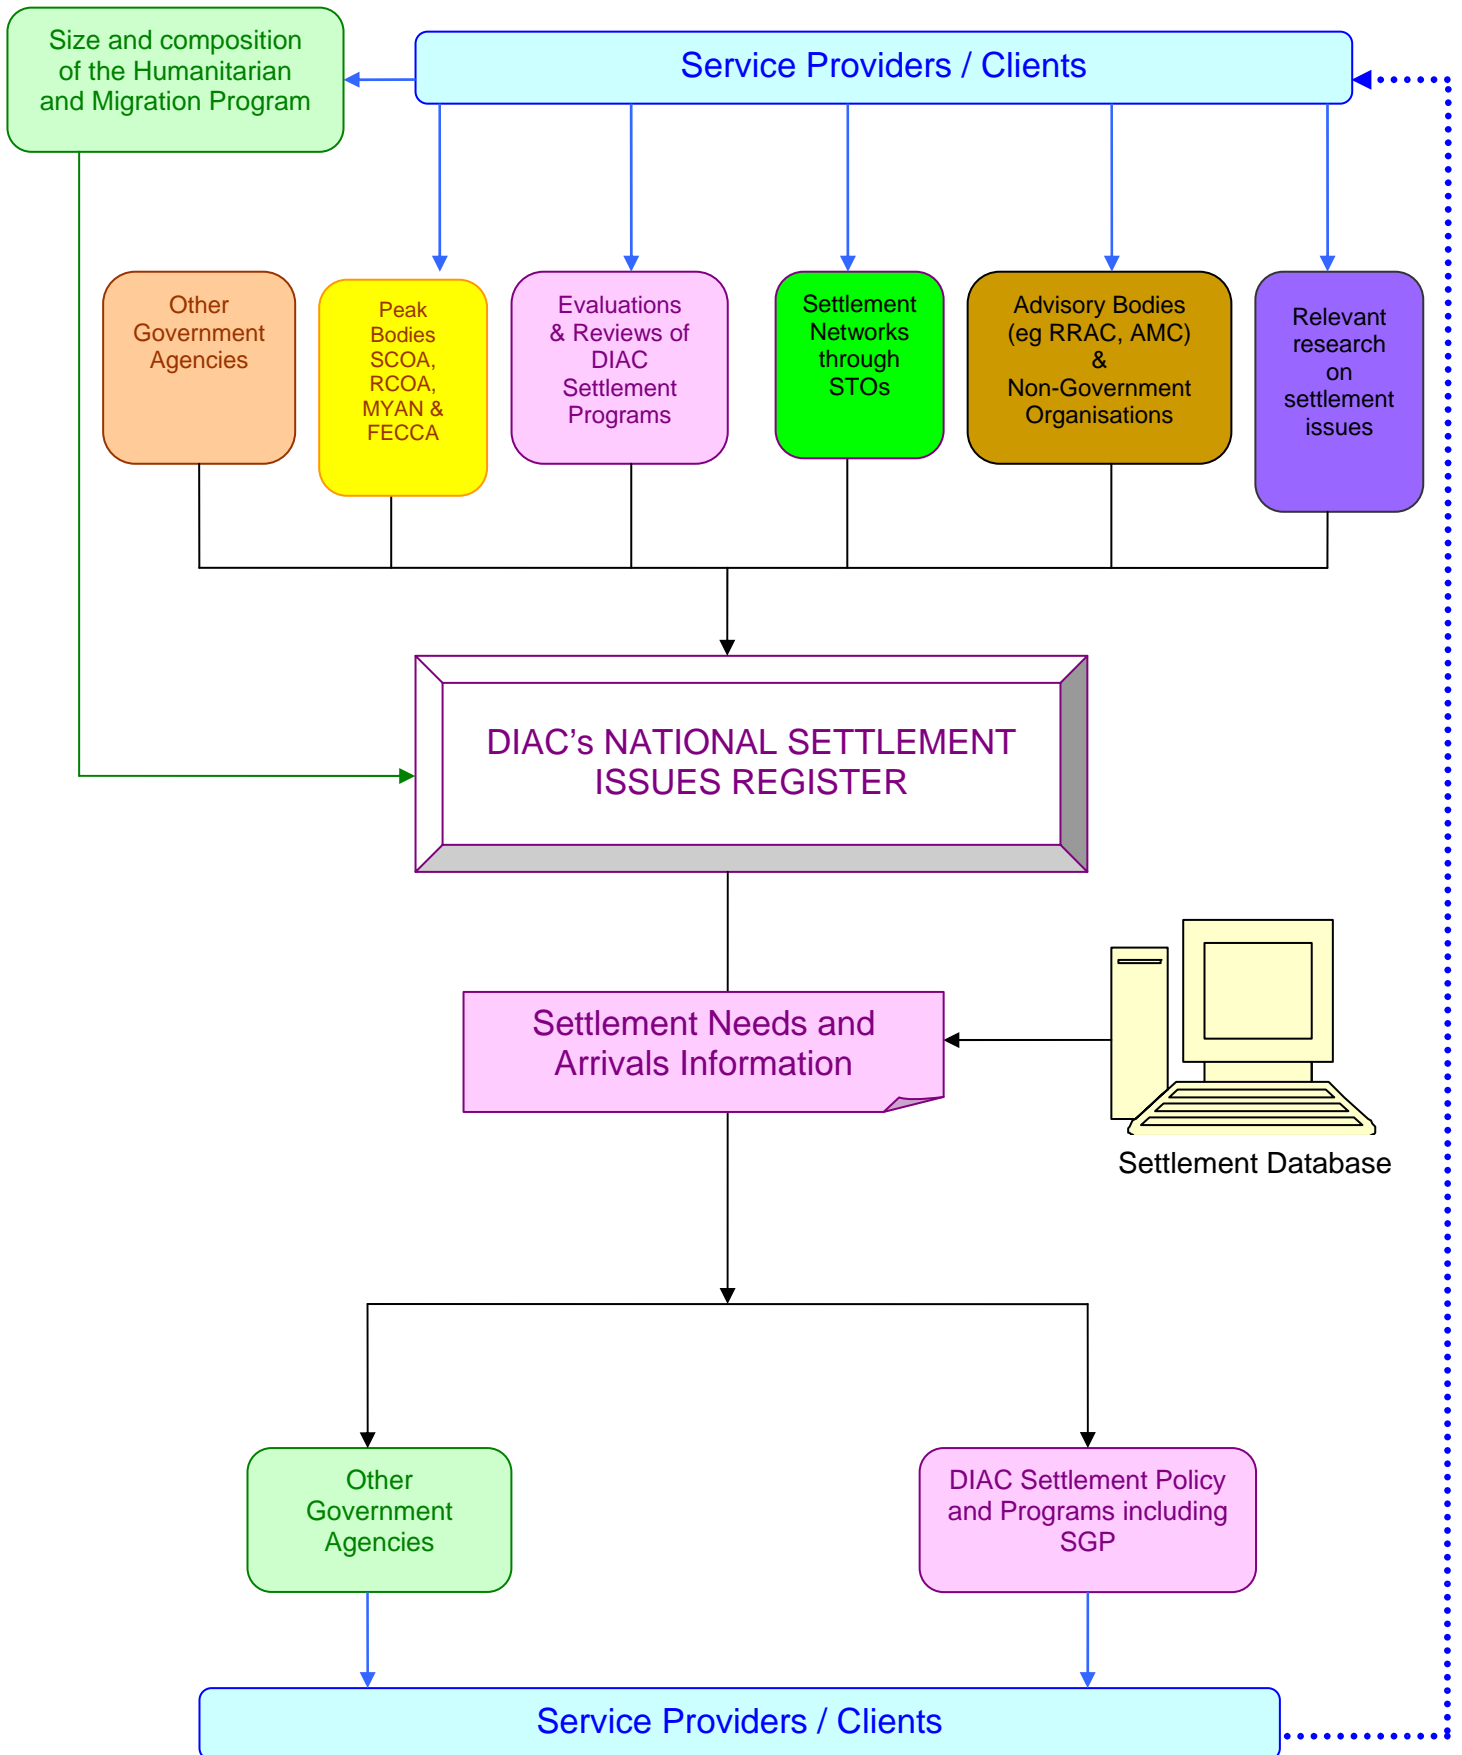 Size and composition
of the Humanitarian
and Migration Program
Service Providers / Clients
Other
Government
Agencies
Peak
Bodies
SCOA,
RCOA,
MYAN &
FECCA
Evaluations
& Reviews of
DIAC
Settlement
Programs
Settlement
Networks
through
STOs
Advisory Bodies
(eg RRAC, AMC)
&
Non-Government
Organisations
Relevant
research
on
settlement
issues
DIAC’s NATIONAL SETTLEMENT
ISSUES REGISTER
Settlement Needs and
Arrivals Information
Settlement Database
Other
Government
Agencies
DIAC Settlement Policy
and Programs including
SGP
Service Providers / Clients